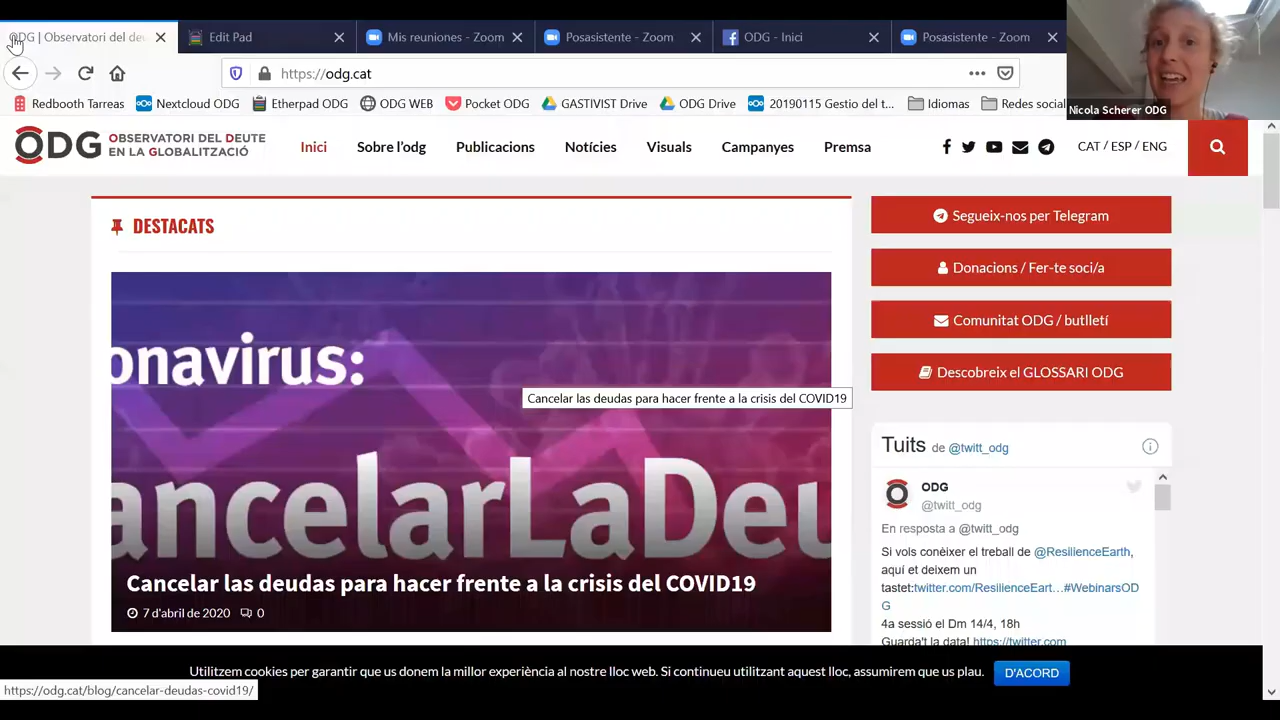 ODG | Observatori del deu
Edit Pad
Mis reuniones - Zoom
Posasistente - Zoom
ODG - Inici
Posasistente - Zoom
https://odg.cat
Redbooth Tarreas
Nextcloud ODG
Etherpad ODG
ODG WEB
Pocket ODG
GASTIVIST Drive
ODG Drive
20190115 Gestio del t...
Idiomas
Redes social
Nicola Scherer ODG
ODG OBSERVATORI DEL DEUTE
EN LA GLOBALITZACIÓ
Inici
Sobre l'odg
Publicacions
Notícies
Visuals
Campanyes
Premsa
CAT / ESP / ENG
DESTACATS
onavirus:
ancelarLaDeu
Cancelar las deudas para hacer frente a la crisis del COVID19
Cancelar las deudas para hacer frente a la crisis del COVID19
7 d'abril de 2020 0
Segueix-nos per Telegram
Donacions / Fer-te soci/a
Comunitat ODG / butlletí
Descobreix el GLOSSARI ODG
Tuits de @twitt_odg
ODG
@twitt_odg
En resposta a @twitt_odg
Si vols conèixer el treball de @ResilienceEarth,
aquí et deixem un
tastet:twitter.com/ResilienceEart…#WebinarsOD
G
4a sessió el Dm 14/4, 18h
Guarda't la data! https://twitter.com
Utilitzem cookies per garantir que us donem la millor experiència al nostre lloc web. Si continueu utilitzant aquest lloc, assumirem que us plau.
D'ACORD
https://odg.cat/blog/cancelar-deudas-covid19/